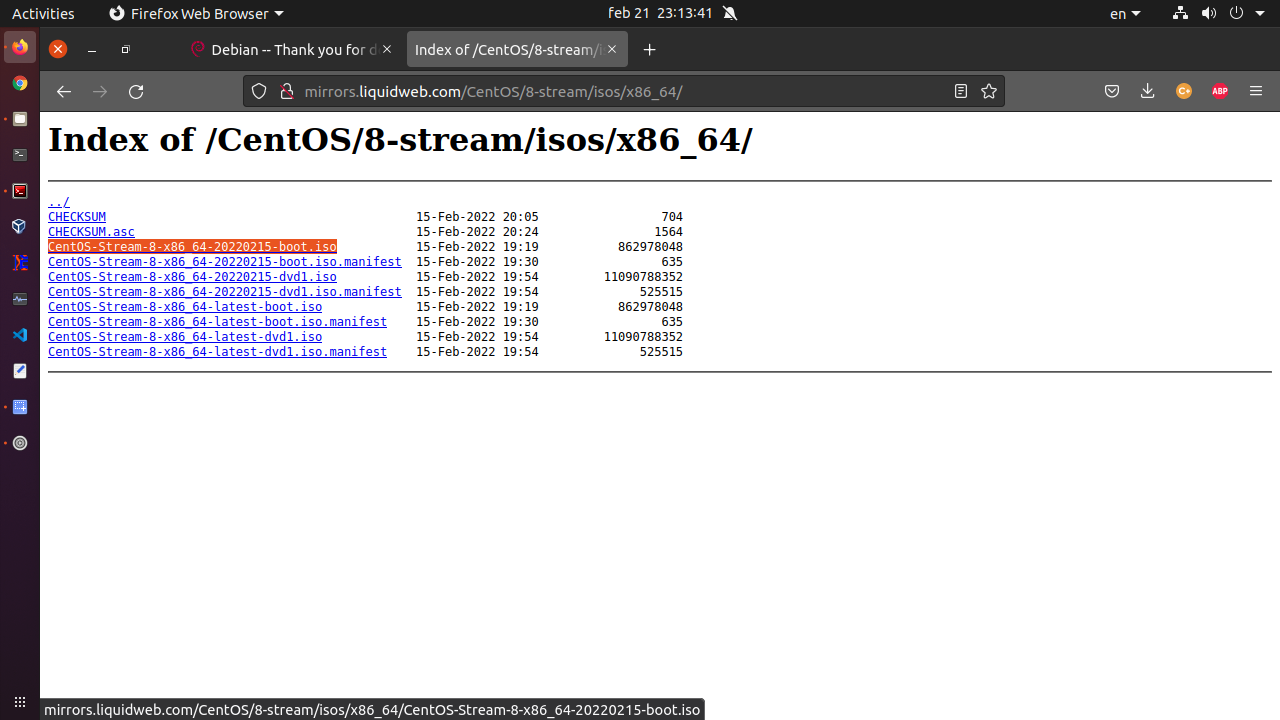 Activities Firefox Web Browser feb 21 23:13:41 en
Debian -- Thank you for d Index of /CentOS/8-stream/i
mirrors.liquidweb.com/CentOS/8-stream/isos/x86_64/ C+ ABP
Index of /CentOS/8-stream/isos/x86_64/
../
CHECKSUM 15-Feb-2022 20:05 704
CHECKSUM.asc 15-Feb-2022 20:24 1564
CentOS-Stream-8-x86_64-20220215-boot.iso 15-Feb-2022 19:19 862978048
CentOS-Stream-8-x86_64-20220215-boot.iso.manifest 15-Feb-2022 19:30 635
CentOS-Stream-8-x86_64-20220215-dvd1.iso 15-Feb-2022 19:54 11090788352
CentOS-Stream-8-x86_64-20220215-dvd1.iso.manifest 15-Feb-2022 19:54 525515
CentOS-Stream-8-x86_64-latest-boot.iso 15-Feb-2022 19:19 862978048
CentOS-Stream-8-x86_64-latest-boot.iso.manifest 15-Feb-2022 19:30 635
CentOS-Stream-8-x86_64-latest-dvd1.iso 15-Feb-2022 19:54 11090788352
CentOS-Stream-8-x86_64-latest-dvd1.iso.manifest 15-Feb-2022 19:54 525515
mirrors.liquidweb.com/CentOS/8-stream/isos/x86_64/CentOS-Stream-8-x86_64-20220215-boot.iso